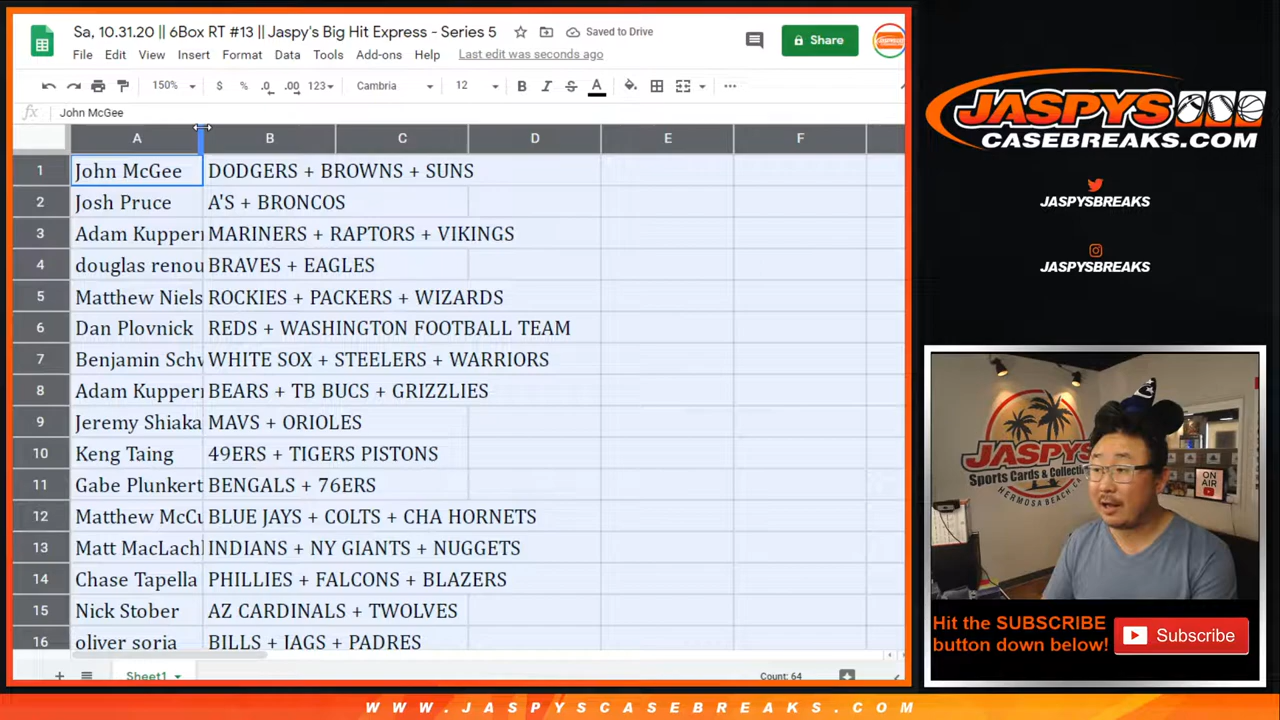 Sa, 10.31.20 || 6Box RT #13 || Jaspy's Big Hit Express - Series 5
Saved to Drive
File Edit View Insert Format Data Tools Add-ons Help Last edit was seconds ago
Share
150% $ % .0 .00 123 Cambria 12 B I S A
fx John McGee
A B C D E F
1 John McGee DODGERS + BROWNS + SUNS
2 Josh Pruce A'S + BRONCOS
3 Adam Kupper MARINERS + RAPTORS + VIKINGS
4 douglas renou BRAVES + EAGLES
5 Matthew Niels ROCKIES + PACKERS + WIZARDS
6 Dan Plovnick REDS + WASHINGTON FOOTBALL TEAM
7 Benjamin Schw WHITE SOX + STEELERS + WARRIORS
8 Adam Kupper BEARS + TB BUCS + GRIZZLIES
9 Jeremy Shiaka MAVS + ORIOLES
10 Keng Taing 49ERS + TIGERS PISTONS
11 Gabe Plunkert BENGALS + 76ERS
12 Matthew McCu BLUE JAYS + COLTS + CHA HORNETS
13 Matt MacLachl INDIANS + NY GIANTS + NUGGETS
14 Chase Tapella PHILLIES + FALCONS + BLAZERS
15 Nick Stober AZ CARDINALS + TWOLVES
16 oliver soria BILLS + JAGS + PADRES
Sheet1
Count: 64
JASPYS
CASEBREAKS.COM
JASPYSBREAKS
JASPYSBREAKS
JASPYS
Sports Cards & Collectibles
HERMOSA BEACH
ON AIR
Hit the SUBSCRIBE
button down below!
Subscribe
WWW.JASPYSCASEBREAKS.COM